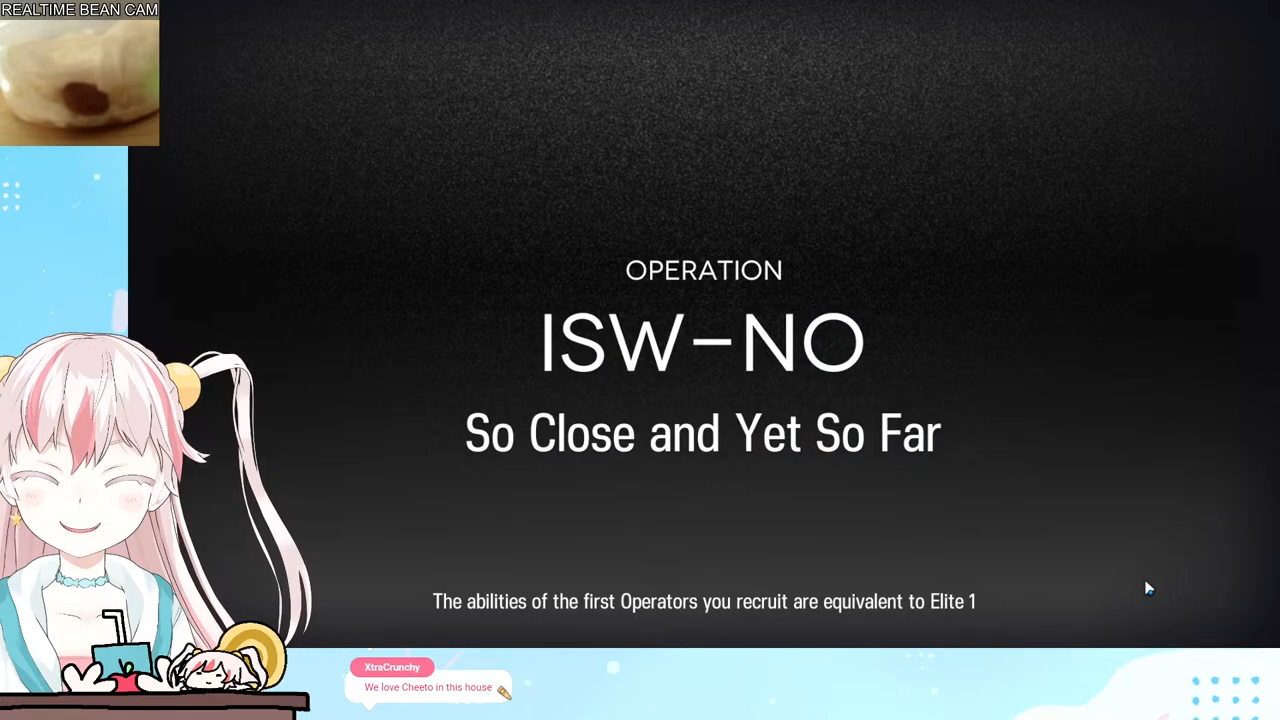 REALTIME BEAN CAM
OPERATION
ISW-NO
So Close and Yet So Far
The abilities of the first Operators you recruit are equivalent to Elite 1
XtraCrunchy
We love Cheeto in this house